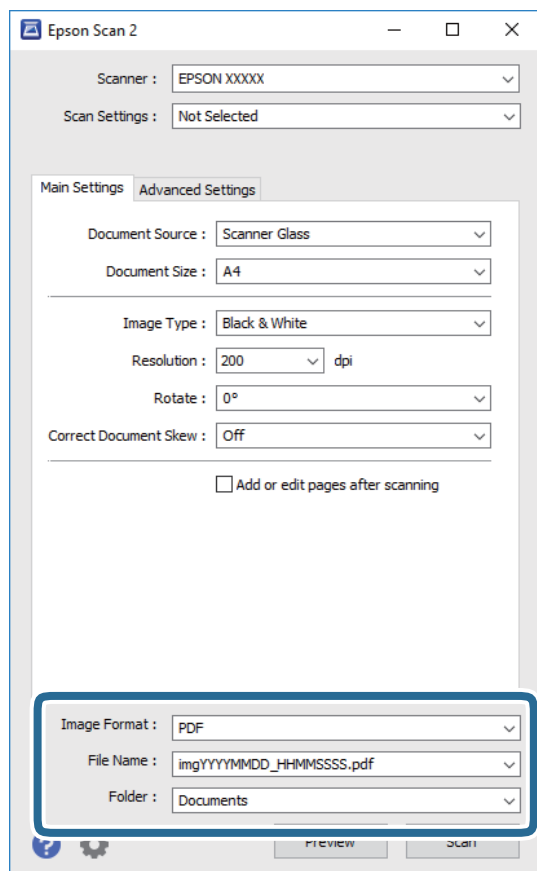 Epson Scan 2
Scanner : EPSON XXXXX
Scan Settings : Not Selected
Main Settings Advanced Settings
Document Source : Scanner Glass
Document Size : A4
Image Type : Black & White
Resolution : 200 dpi
Rotate : 0°
Correct Document Skew : Off
Add or edit pages after scanning
Image Format : PDF
File Name : imgYYYYMMDD_HHMMSSSS.pdf
Folder : Documents
? Preview Scan